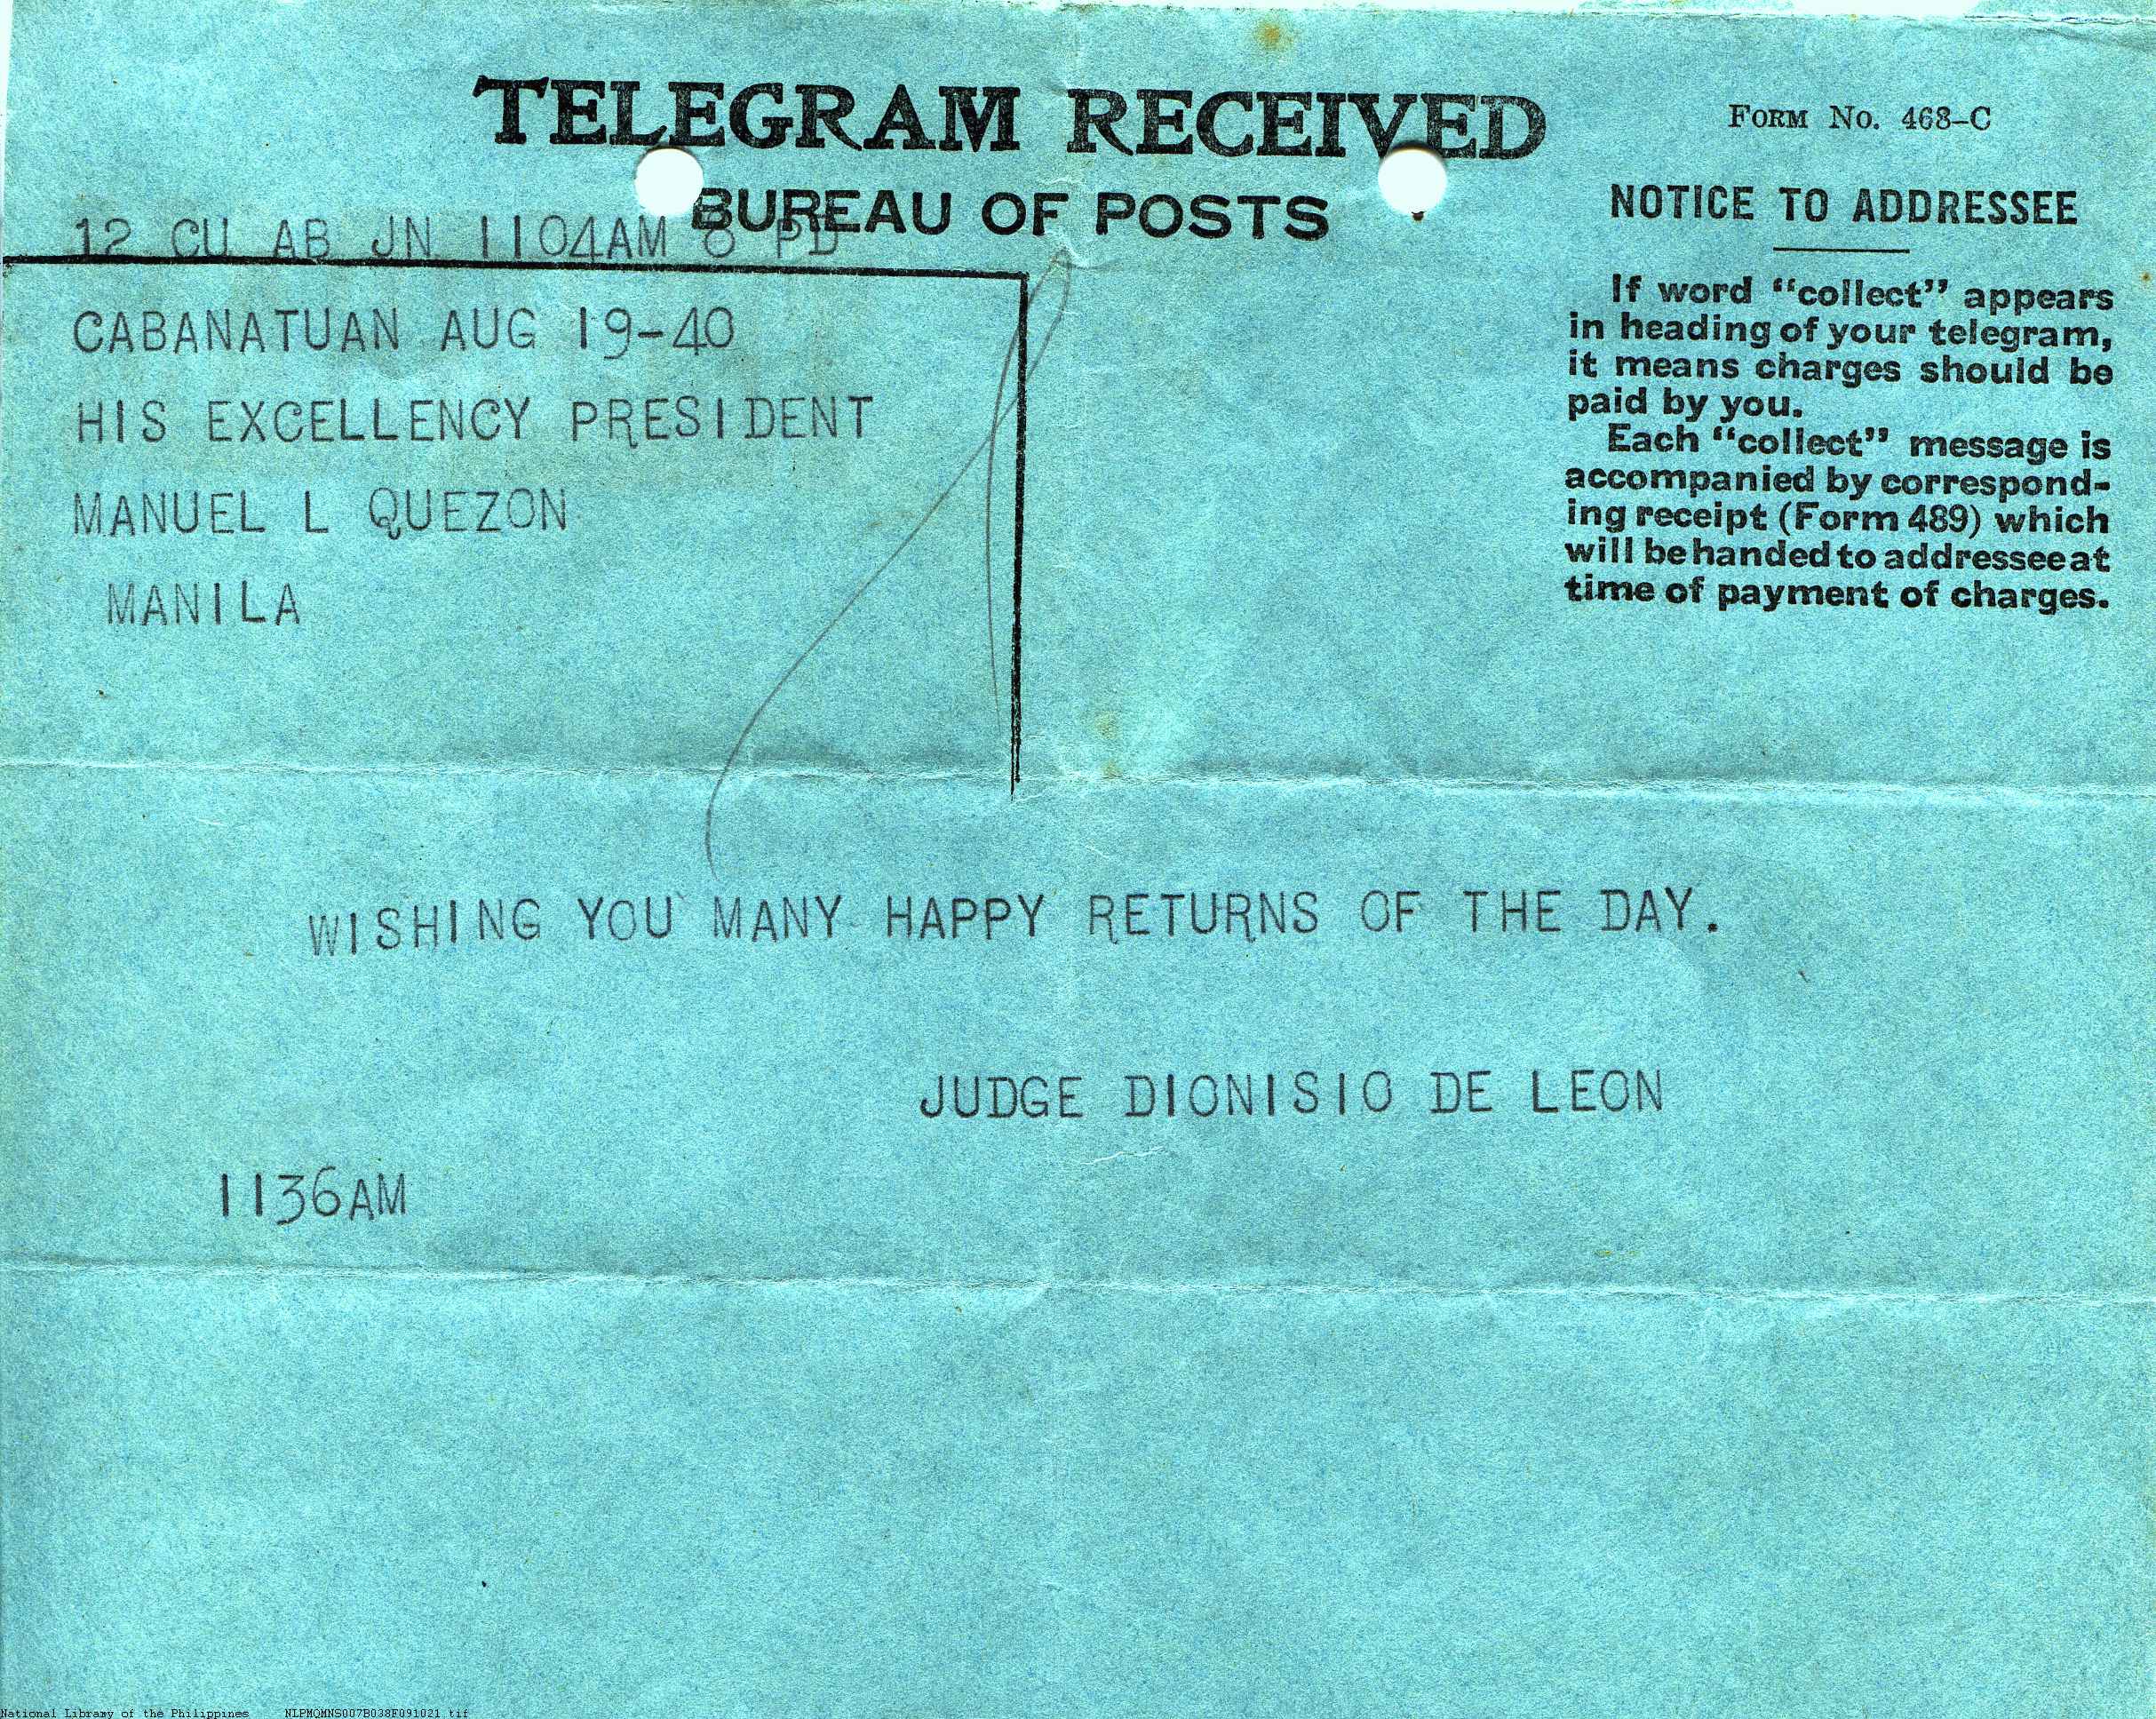 TELEGRAM RECEIVED
FORM No. 468-C
BUREAU OF POSTS
12 CU AB JN 1104AM 8 PD
CABANATUAN AUG 19-40
HIS EXCELLENCY PRESIDENT
MANUEL L QUEZON
MANILA
NOTICE TO ADDRESSEE
If word "collect" appears
in heading of your telegram,
it means charges should be
paid by you.
Each "collect" message is
accompanied by correspond-
ing receipt (Form 489) which
will be handed to addressee at
time of payment of charges.
WISHING YOU MANY HAPPY RETURNS OF THE DAY.
JUDGE DIONISIO DE LEON
1136AM
National Library of the Philippines NLPMQMNS007B038F091021.tif